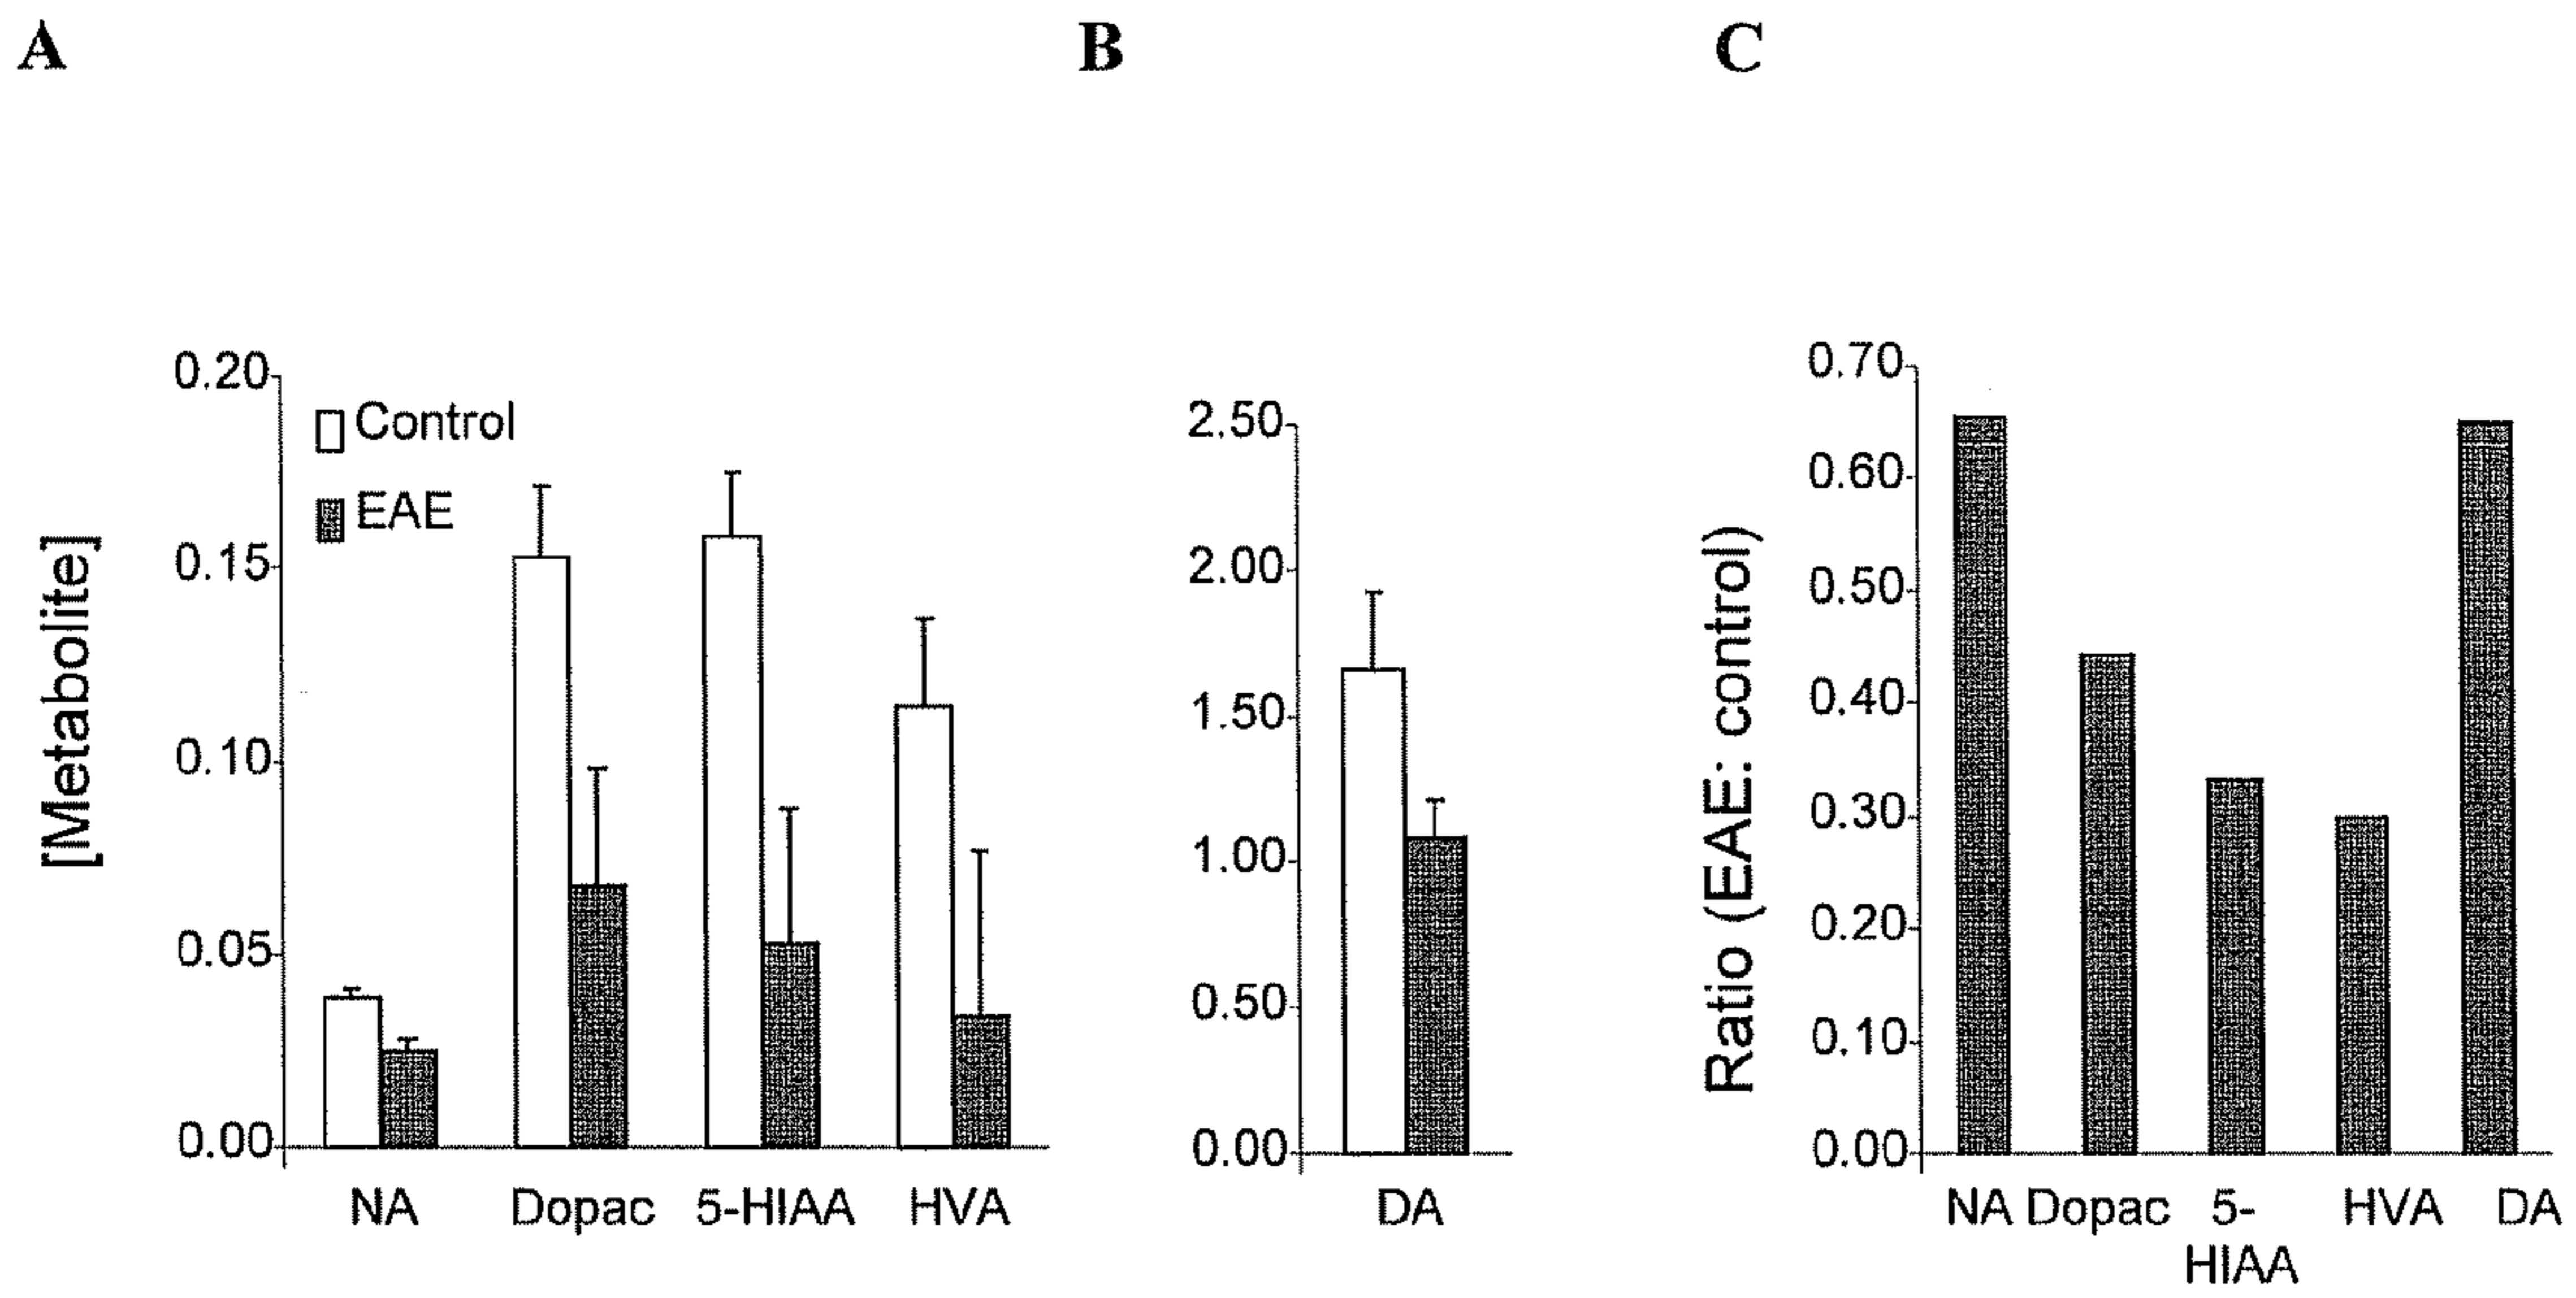 A
B
C
[Metabolite]
0.20
0.15
0.10
0.05
0.00
Control
EAE
NA
Dopac
5-HIAA
HVA
2.50
2.00
1.50
1.00
0.50
0.00
DA
Ratio (EAE: control)
0.70
0.60
0.50
0.40
0.30
0.20
0.10
0.00
NA
Dopac
5-
HIAA
HVA
DA